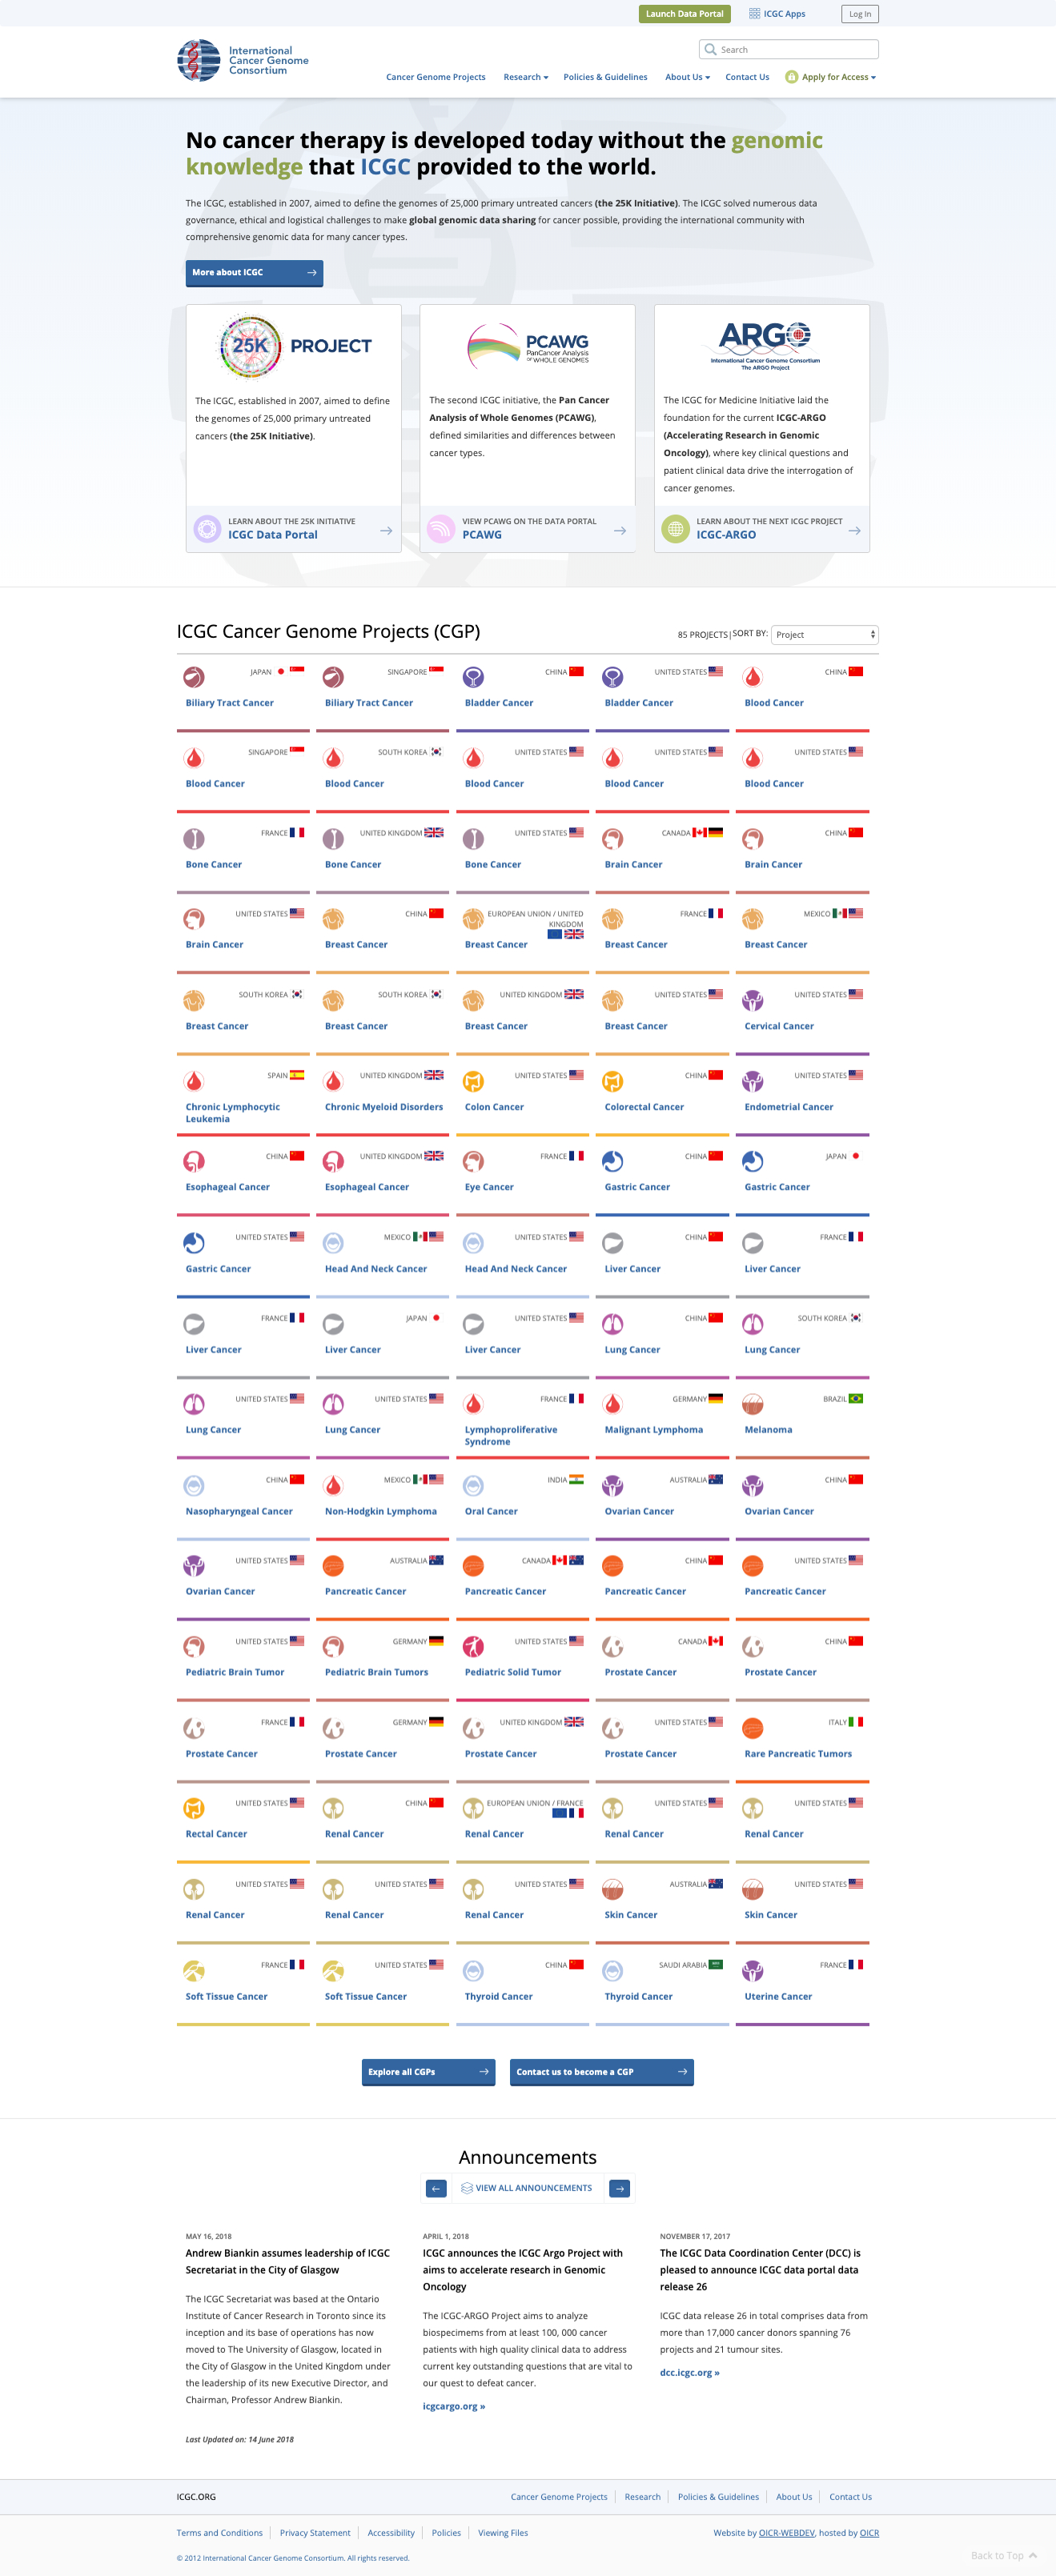 Launch Data Portal
ICGC Apps
Log In
International
Cancer Genome
Consortium
Search
Cancer Genome Projects
Research
Policies & Guidelines
About Us
Contact Us
Apply for Access
No cancer therapy is developed today without the genomic
knowledge that ICGC provided to the world.
The ICGC, established in 2007, aimed to define the genomes of 25,000 primary untreated cancers (the 25K Initiative). The ICGC solved numerous data
governance, ethical and logistical challenges to make global genomic data sharing for cancer possible, providing the international community with
comprehensive genomic data for many cancer types.
More about ICGC
25K PROJECT
The ICGC, established in 2007, aimed to define
the genomes of 25,000 primary untreated
cancers (the 25K Initiative).
LEARN ABOUT THE 25K INITIATIVE
ICGC Data Portal
PCAWG
PanCancer Analysis
OF WHOLE GENOMES
The second ICGC initiative, the Pan Cancer
Analysis of Whole Genomes (PCAWG),
defined similarities and differences between
cancer types.
VIEW PCAWG ON THE DATA PORTAL
PCAWG
ARGO
International Cancer Genome Consortium
The ARGO Project
The ICGC for Medicine Initiative laid the
foundation for the current ICGC-ARGO
(Accelerating Research in Genomic
Oncology), where key clinical questions and
patient clinical data drive the interrogation of
cancer genomes.
LEARN ABOUT THE NEXT ICGC PROJECT
ICGC-ARGO
ICGC Cancer Genome Projects (CGP)
85 PROJECTS|SORT BY: Project
JAPAN
Biliary Tract Cancer
SINGAPORE
Biliary Tract Cancer
CHINA
Bladder Cancer
UNITED STATES
Bladder Cancer
CHINA
Blood Cancer
SINGAPORE
Blood Cancer
SOUTH KOREA
Blood Cancer
UNITED STATES
Blood Cancer
UNITED STATES
Blood Cancer
UNITED STATES
Blood Cancer
FRANCE
Bone Cancer
UNITED KINGDOM
Bone Cancer
UNITED STATES
Bone Cancer
CANADA
Brain Cancer
CHINA
Brain Cancer
UNITED STATES
Brain Cancer
CHINA
Breast Cancer
EUROPEAN UNION / UNITED
KINGDOM
Breast Cancer
FRANCE
Breast Cancer
MEXICO
Breast Cancer
SOUTH KOREA
Breast Cancer
SOUTH KOREA
Breast Cancer
UNITED KINGDOM
Breast Cancer
UNITED STATES
Breast Cancer
UNITED STATES
Cervical Cancer
SPAIN
Chronic Lymphocytic
Leukemia
UNITED KINGDOM
Chronic Myeloid Disorders
UNITED STATES
Colon Cancer
CHINA
Colorectal Cancer
UNITED STATES
Endometrial Cancer
CHINA
Esophageal Cancer
UNITED KINGDOM
Esophageal Cancer
FRANCE
Eye Cancer
CHINA
Gastric Cancer
JAPAN
Gastric Cancer
UNITED STATES
Gastric Cancer
MEXICO
Head And Neck Cancer
UNITED STATES
Head And Neck Cancer
CHINA
Liver Cancer
FRANCE
Liver Cancer
FRANCE
Liver Cancer
JAPAN
Liver Cancer
UNITED STATES
Liver Cancer
CHINA
Lung Cancer
SOUTH KOREA
Lung Cancer
UNITED STATES
Lung Cancer
UNITED STATES
Lung Cancer
FRANCE
Lymphoproliferative
Syndrome
GERMANY
Malignant Lymphoma
BRAZIL
Melanoma
CHINA
Nasopharyngeal Cancer
MEXICO
Non-Hodgkin Lymphoma
INDIA
Oral Cancer
AUSTRALIA
Ovarian Cancer
CHINA
Ovarian Cancer
UNITED STATES
Ovarian Cancer
AUSTRALIA
Pancreatic Cancer
CANADA
Pancreatic Cancer
CHINA
Pancreatic Cancer
UNITED STATES
Pancreatic Cancer
UNITED STATES
Pediatric Brain Tumor
GERMANY
Pediatric Brain Tumors
UNITED STATES
Pediatric Solid Tumor
CANADA
Prostate Cancer
CHINA
Prostate Cancer
FRANCE
Prostate Cancer
GERMANY
Prostate Cancer
UNITED KINGDOM
Prostate Cancer
UNITED STATES
Prostate Cancer
ITALY
Rare Pancreatic Tumors
UNITED STATES
Rectal Cancer
CHINA
Renal Cancer
EUROPEAN UNION / FRANCE
Renal Cancer
UNITED STATES
Renal Cancer
UNITED STATES
Renal Cancer
UNITED STATES
Renal Cancer
UNITED STATES
Renal Cancer
UNITED STATES
Renal Cancer
AUSTRALIA
Skin Cancer
UNITED STATES
Skin Cancer
FRANCE
Soft Tissue Cancer
UNITED STATES
Soft Tissue Cancer
CHINA
Thyroid Cancer
SAUDI ARABIA
Thyroid Cancer
FRANCE
Uterine Cancer
Explore all CGPs
Contact us to become a CGP
Announcements
VIEW ALL ANNOUNCEMENTS
MAY 16, 2018
Andrew Biankin assumes leadership of ICGC
Secretariat in the City of Glasgow
The ICGC Secretariat was based at the Ontario
Institute of Cancer Research in Toronto since its
inception and its base of operations has now
moved to The University of Glasgow, located in
the City of Glasgow in the United Kingdom under
the leadership of its new Executive Director, and
Chairman, Professor Andrew Biankin.
Last Updated on: 14 June 2018
APRIL 1, 2018
ICGC announces the ICGC Argo Project with
aims to accelerate research in Genomic
Oncology
The ICGC-ARGO Project aims to analyze
biospecimems from at least 100, 000 cancer
patients with high quality clinical data to address
current key outstanding questions that are vital to
our quest to defeat cancer.
icgcargo.org »
NOVEMBER 17, 2017
The ICGC Data Coordination Center (DCC) is
pleased to announce ICGC data portal data
release 26
ICGC data release 26 in total comprises data from
more than 17,000 cancer donors spanning 76
projects and 21 tumour sites.
dcc.icgc.org »
ICGC.ORG
Cancer Genome Projects
Research
Policies & Guidelines
About Us
Contact Us
Terms and Conditions
Privacy Statement
Accessibility
Policies
Viewing Files
Website by OICR-WEBDEV, hosted by OICR
© 2012 International Cancer Genome Consortium. All rights reserved.
Back to Top